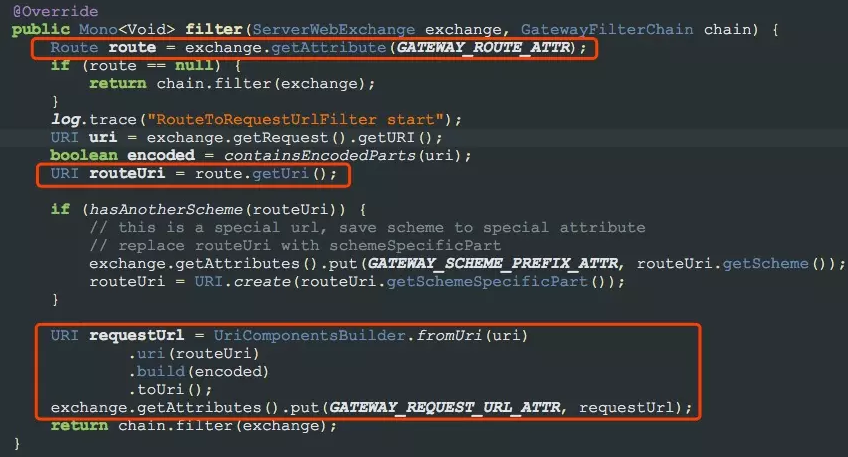 @Override
public Mono<Void> filter(ServerWebExchange exchange, GatewayFilterChain chain) {
    Route route = exchange.getAttribute(GATEWAY_ROUTE_ATTR);
    if (route == null) {
        return chain.filter(exchange);
    }
    log.trace("RouteToRequestUrlFilter start");
    URI uri = exchange.getRequest().getURI();
    boolean encoded = containsEncodedParts(uri);
    URI routeUri = route.getUri();
    if (hasAnotherScheme(routeUri)) {
        // this is a special url, save scheme to special attribute
        // replace routeUri with schemeSpecificPart
        exchange.getAttributes().put(GATEWAY_SCHEME_PREFIX_ATTR, routeUri.getScheme());
        routeUri = URI.create(routeUri.getSchemeSpecificPart());
    }
    URI requestUrl = UriComponentsBuilder.fromUri(uri)
            .uri(routeUri)
            .build(encoded)
            .toUri();
    exchange.getAttributes().put(GATEWAY_REQUEST_URL_ATTR, requestUrl);
    return chain.filter(exchange);
}